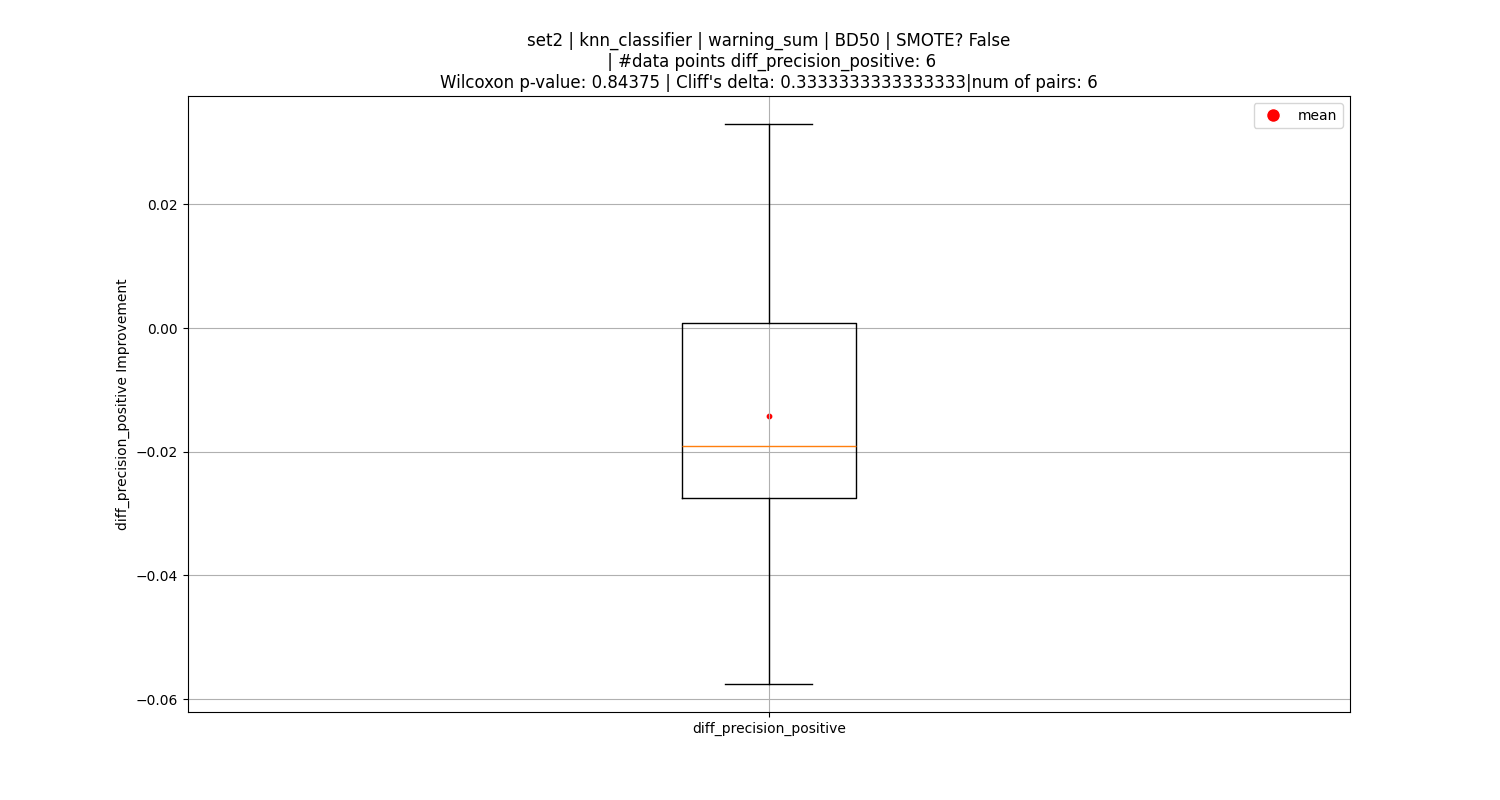 set2 | knn_classifier | warning_sum | BD50 | SMOTE? False
| #data points diff_precision_positive: 6
Wilcoxon p-value: 0.84375 | Cliff's delta: 0.3333333333333333|num of pairs: 6
mean
0.02
0.00
−0.02
−0.04
−0.06
diff_precision_positive Improvement
diff_precision_positive